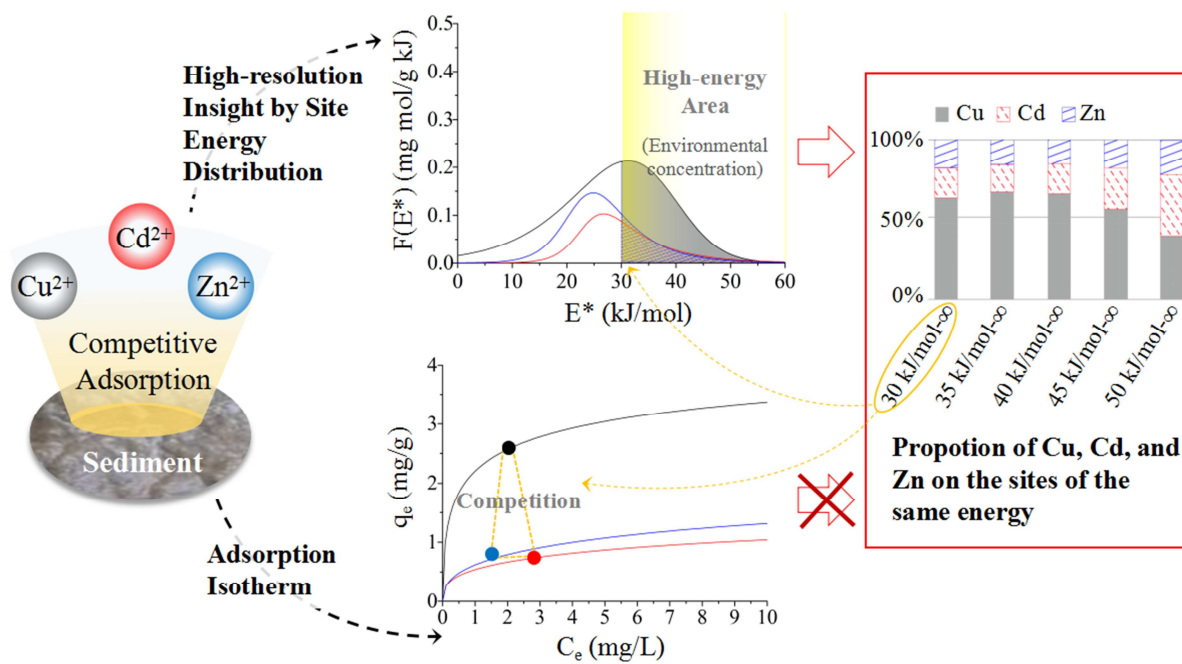 High-resolution
Insight by Site
Energy
Distribution
Cd²⁺
Cu²⁺
Zn²⁺
Competitive
Adsorption
Sediment
Adsorption
Isotherm
F(E*) (mg mol/g kJ)
0.5
0.4
0.3
0.2
0.1
0.0
0 10 20 30 40 50 60
E* (kJ/mol)
High-energy
Area
(Environmental
concentration)
qₑ (mg/g)
4
3
2
1
0
0 1 2 3 4 5 6 7 8 9 10
Cₑ (mg/L)
Competition
Cu Cd Zn
100%
50%
0%
30 kJ/mol-∞
35 kJ/mol-∞
40 kJ/mol-∞
45 kJ/mol-∞
50 kJ/mol-∞
Propotion of Cu, Cd, and
Zn on the sites of the
same energy